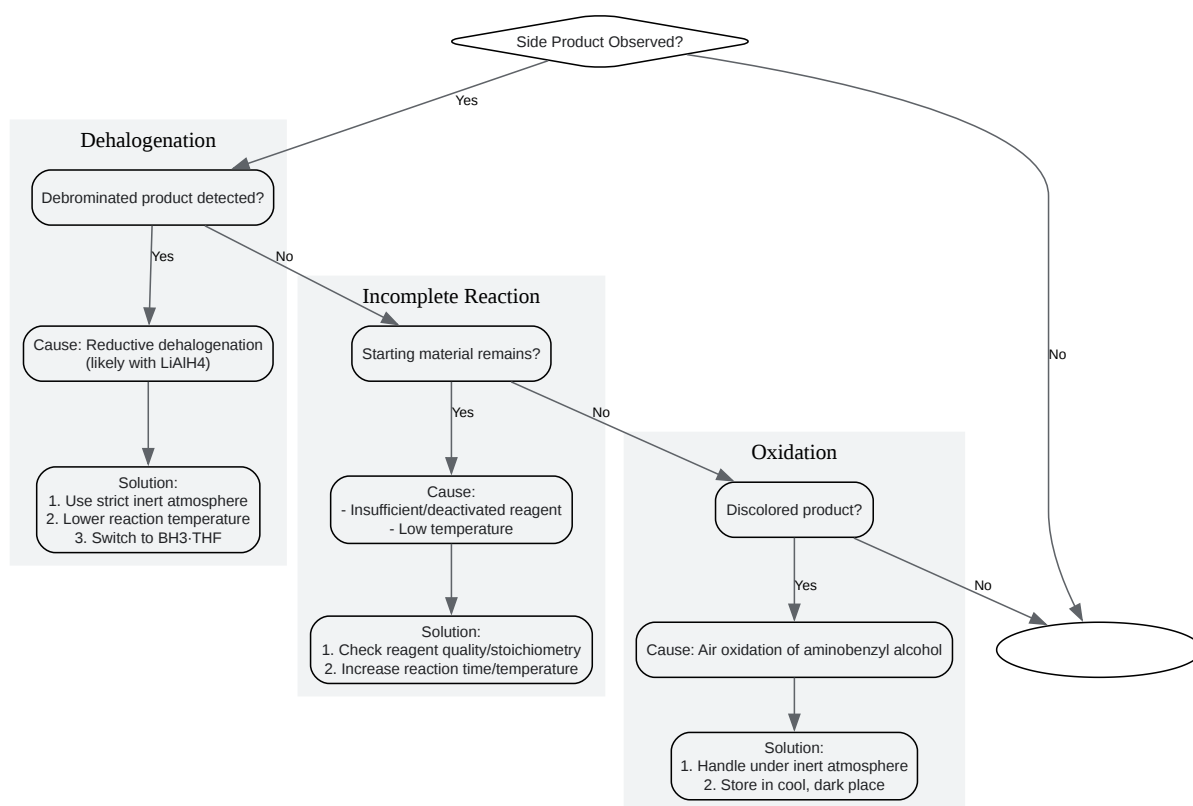 Side Product Observed?
Yes
No
Dehalogenation
Debrominated product detected?
Yes
No
Cause: Reductive dehalogenation
(likely with LiAlH4)
Solution:
1. Use strict inert atmosphere
2. Lower reaction temperature
3. Switch to BH3·THF
Incomplete Reaction
Starting material remains?
Yes
No
Cause:
- Insufficient/deactivated reagent
- Low temperature
Solution:
1. Check reagent quality/stoichiometry
2. Increase reaction time/temperature
Oxidation
Discolored product?
Yes
No
Cause: Air oxidation of aminobenzyl alcohol
Solution:
1. Handle under inert atmosphere
2. Store in cool, dark place